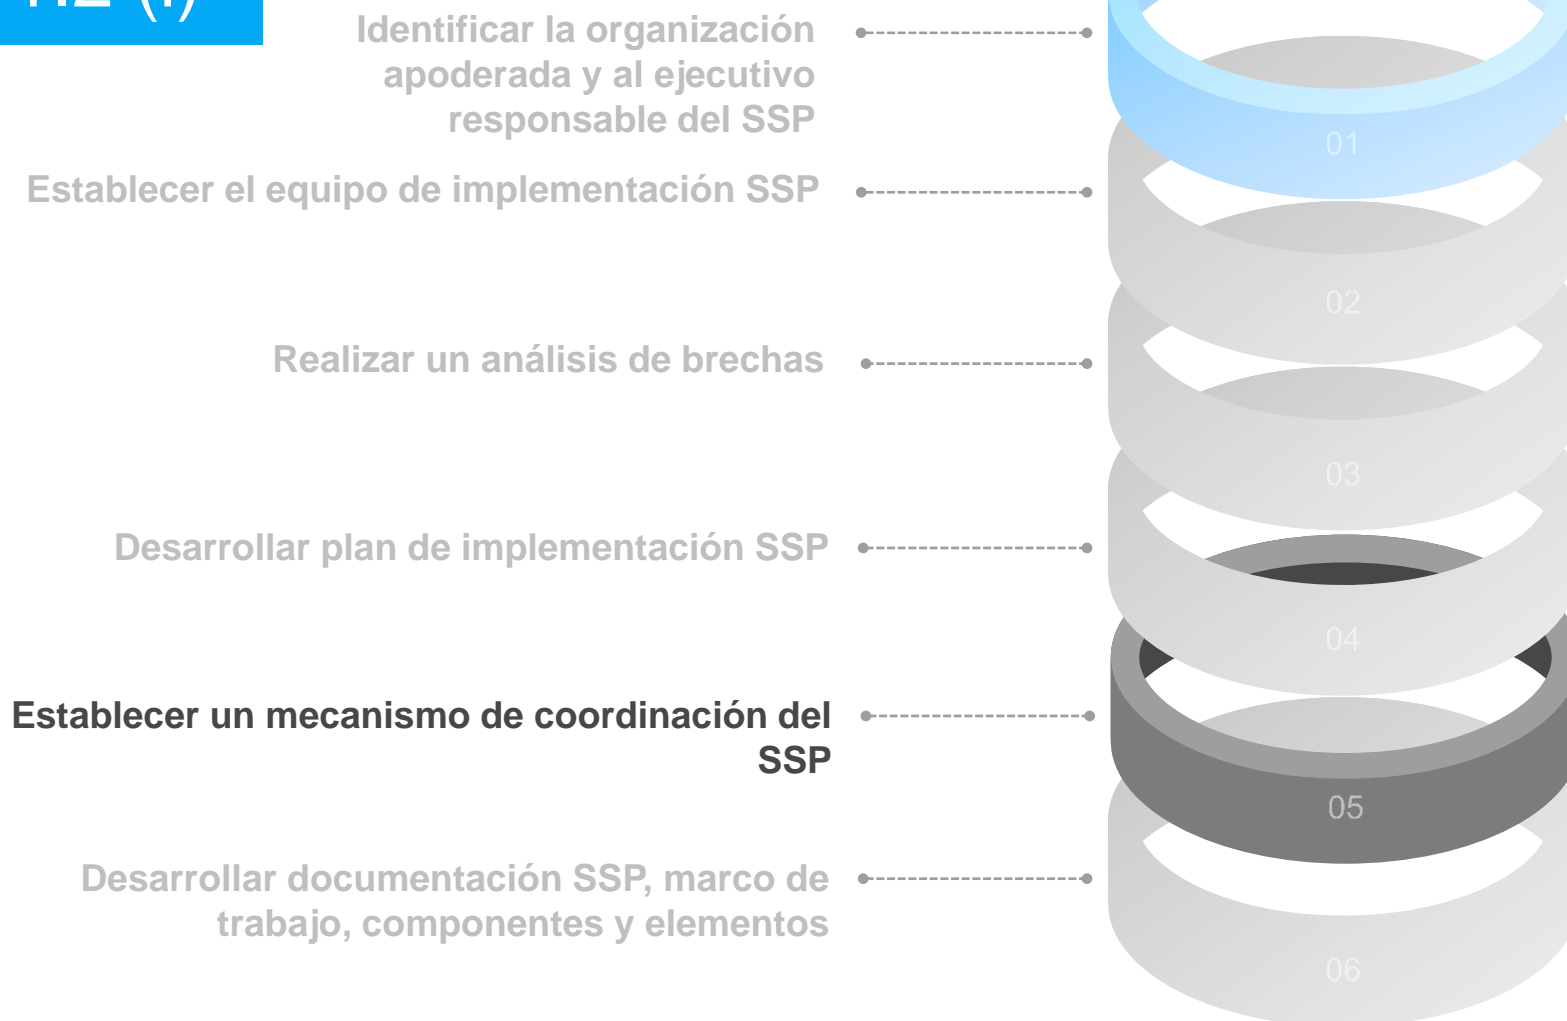 Identificar la organización
apoderada y al ejecutivo
responsable del SSP
01
Establecer el equipo de implementación SSP
02
Realizar un análisis de brechas
03
Desarrollar plan de implementación SSP
04
Establecer un mecanismo de coordinación del
SSP
05
Desarrollar documentación SSP, marco de
trabajo, componentes y elementos
06